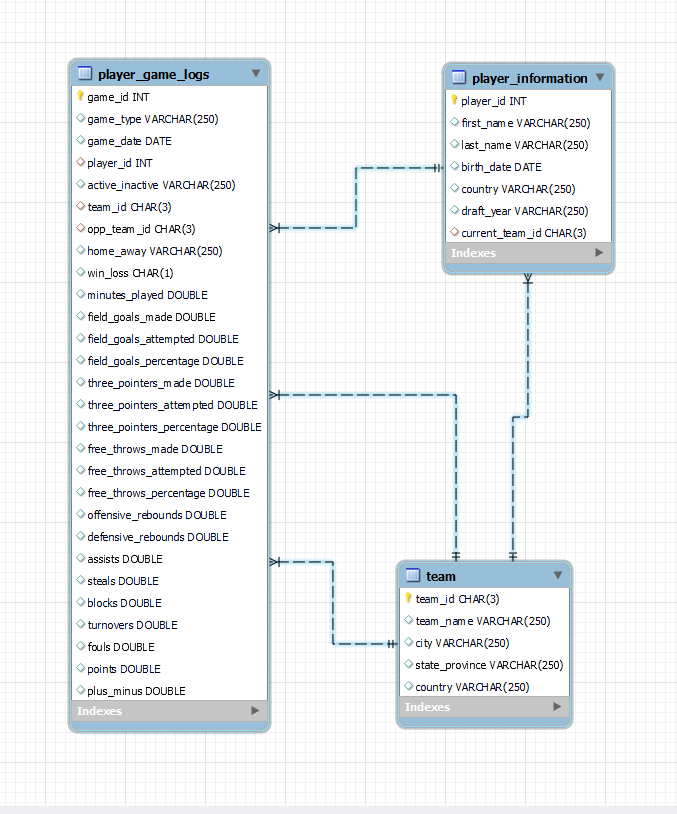 player_game_logs
game_id INT
game_type VARCHAR(250)
game_date DATE
player_id INT
active_inactive VARCHAR(250)
team_id CHAR(3)
opp_team_id CHAR(3)
home_away VARCHAR(250)
win_loss CHAR(1)
minutes_played DOUBLE
field_goals_made DOUBLE
field_goals_attempted DOUBLE
field_goals_percentage DOUBLE
three_pointers_made DOUBLE
three_pointers_attempted DOUBLE
three_pointers_percentage DOUBLE
free_throws_made DOUBLE
free_throws_attempted DOUBLE
free_throws_percentage DOUBLE
offensive_rebounds DOUBLE
defensive_rebounds DOUBLE
assists DOUBLE
steals DOUBLE
blocks DOUBLE
turnovers DOUBLE
fouls DOUBLE
points DOUBLE
plus_minus DOUBLE
Indexes
player_information
player_id INT
first_name VARCHAR(250)
last_name VARCHAR(250)
birth_date DATE
country VARCHAR(250)
draft_year VARCHAR(250)
current_team_id CHAR(3)
Indexes
team
team_id CHAR(3)
team_name VARCHAR(250)
city VARCHAR(250)
state_province VARCHAR(250)
country VARCHAR(250)
Indexes